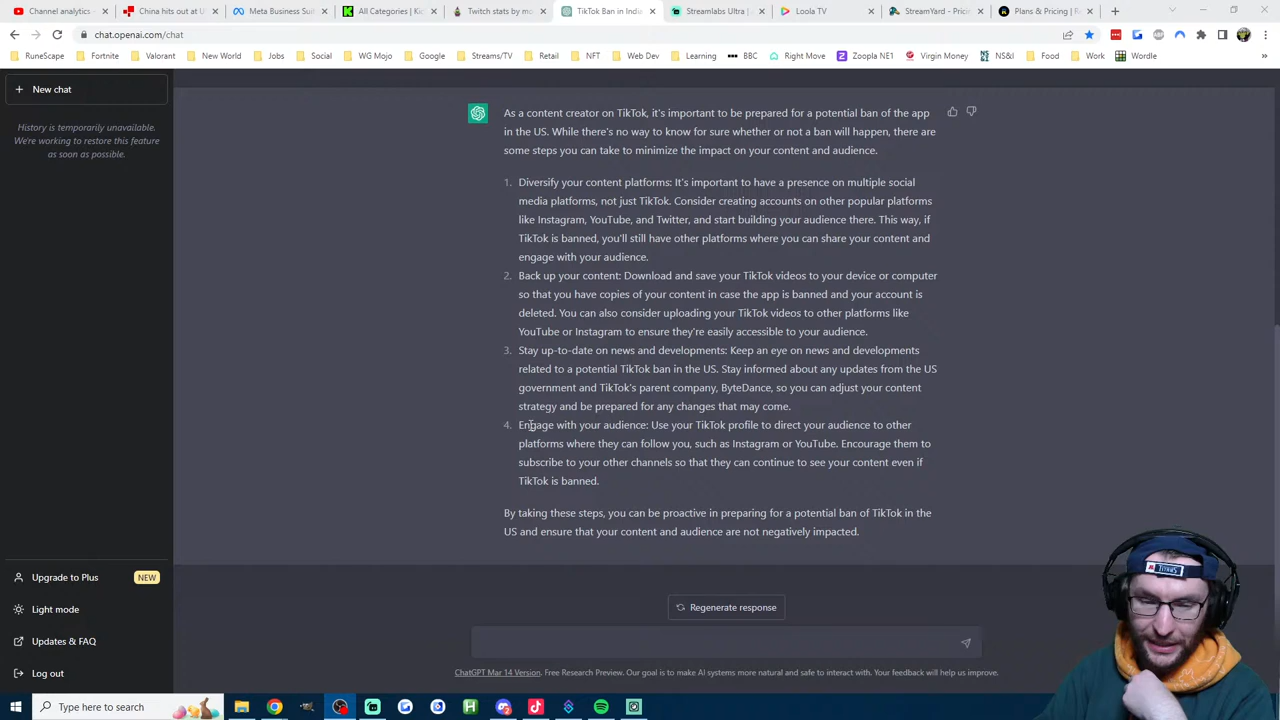 Channel analytics -
China hits out at U
Meta Business Suit
All Categories | Kic
Twitch stats by mo
TikTok Ban in India
Streamlabs Ultra |
Loola TV
StreamYard - Pricin
Plans & Pricing | Re
chat.openai.com/chat
RuneScape
Fortnite
Valorant
New World
Jobs
Social
WG Mojo
Google
Streams/TV
Retail
NFT
Web Dev
Learning
BBC
Right Move
Zoopla NE1
Virgin Money
NS&I
Food
Work
Wordle
New chat
History is temporarily unavailable.
We're working to restore this feature
as soon as possible.
As a content creator on TikTok, it's important to be prepared for a potential ban of the app
in the US. While there's no way to know for sure whether or not a ban will happen, there are
some steps you can take to minimize the impact on your content and audience.
1. Diversify your content platforms: It's important to have a presence on multiple social
media platforms, not just TikTok. Consider creating accounts on other popular platforms
like Instagram, YouTube, and Twitter, and start building your audience there. This way, if
TikTok is banned, you'll still have other platforms where you can share your content and
engage with your audience.
2. Back up your content: Download and save your TikTok videos to your device or computer
so that you have copies of your content in case the app is banned and your account is
deleted. You can also consider uploading your TikTok videos to other platforms like
YouTube or Instagram to ensure they're easily accessible to your audience.
3. Stay up-to-date on news and developments: Keep an eye on news and developments
related to a potential TikTok ban in the US. Stay informed about any updates from the US
government and TikTok's parent company, ByteDance, so you can adjust your content
strategy and be prepared for any changes that may come.
4. Engage with your audience: Use your TikTok profile to direct your audience to other
platforms where they can follow you, such as Instagram or YouTube. Encourage them to
subscribe to your other channels so that they can continue to see your content even if
TikTok is banned.
By taking these steps, you can be proactive in preparing for a potential ban of TikTok in the
US and ensure that your content and audience are not negatively impacted.
Upgrade to Plus
NEW
Light mode
Updates & FAQ
Log out
Regenerate response
ChatGPT Mar 14 Version. Free Research Preview. Our goal is to make AI systems more natural and safe to interact with. Your feedback will help us improve.
Type here to search